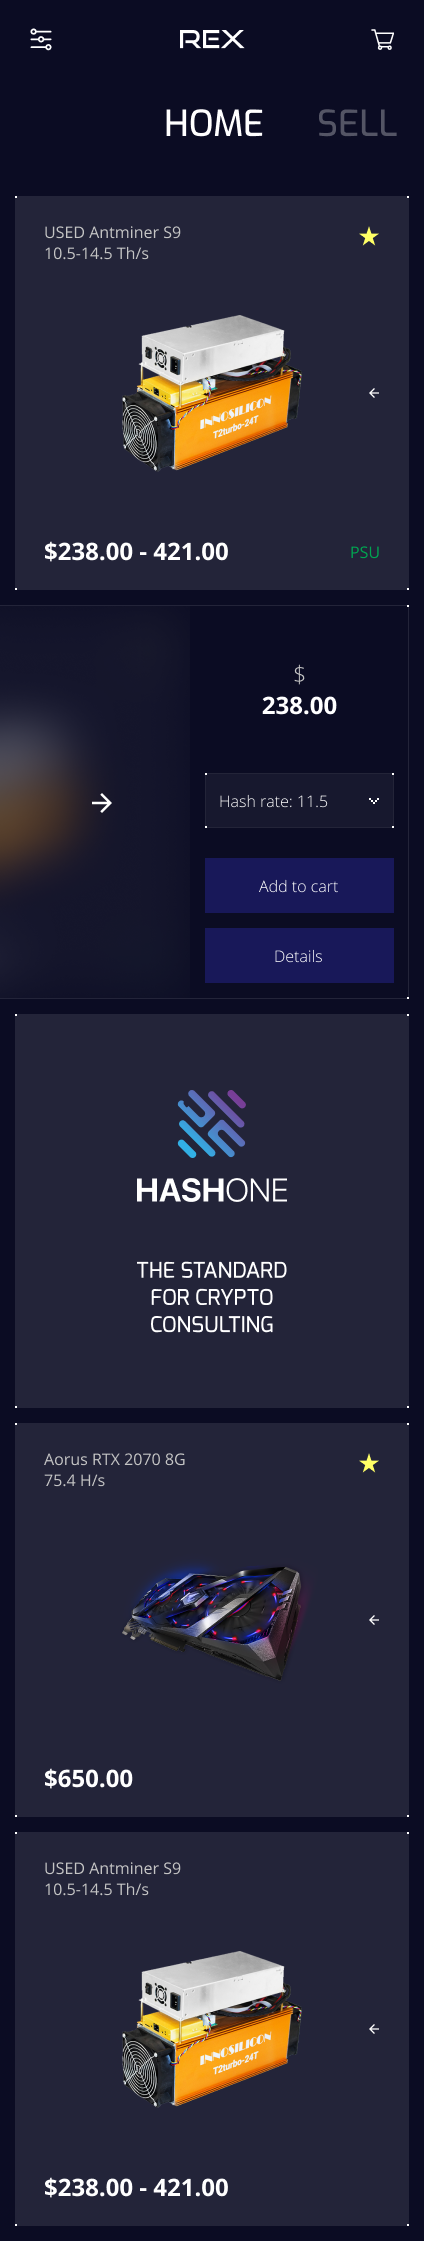 REX
HOME SELL
USED Antminer S9
10.5-14.5 Th/s
INNOSILICON
T2turbo-24T
$238.00 - 421.00
PSU
$
238.00
Hash rate: 11.5
Add to cart
Details
HASHONE
THE STANDARD
FOR CRYPTO
CONSULTING
Aorus RTX 2070 8G
75.4 H/s
$650.00
USED Antminer S9
10.5-14.5 Th/s
INNOSILICON
T2turbo-24T
$238.00 - 421.00